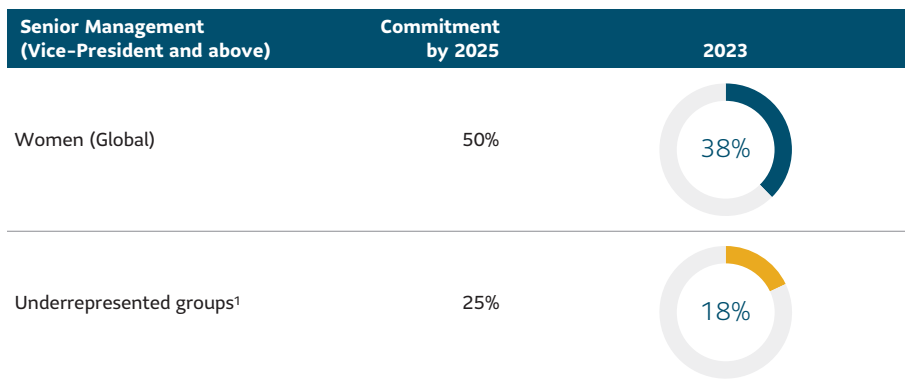 Senior Management
(Vice-President and above)
Commitment
by 2025
2023
Women (Global)
50%
38%
Underrepresented groups¹
25%
18%